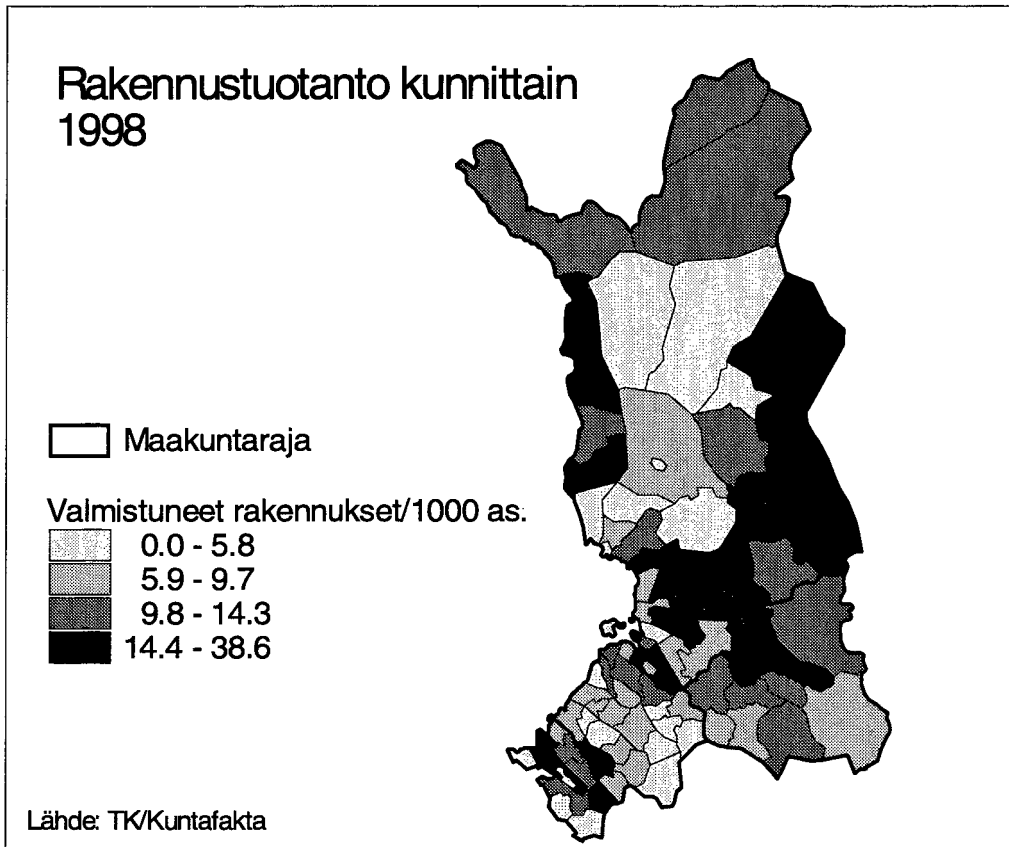 Rakennustuotanto kunnittain
1998
Maakuntaraja
Valmistuneet rakennukset/1000 as.
0.0 - 5.8
5.9 - 9.7
9.8 - 14.3
14.4 - 38.6
Lähde: TK/Kuntafakta